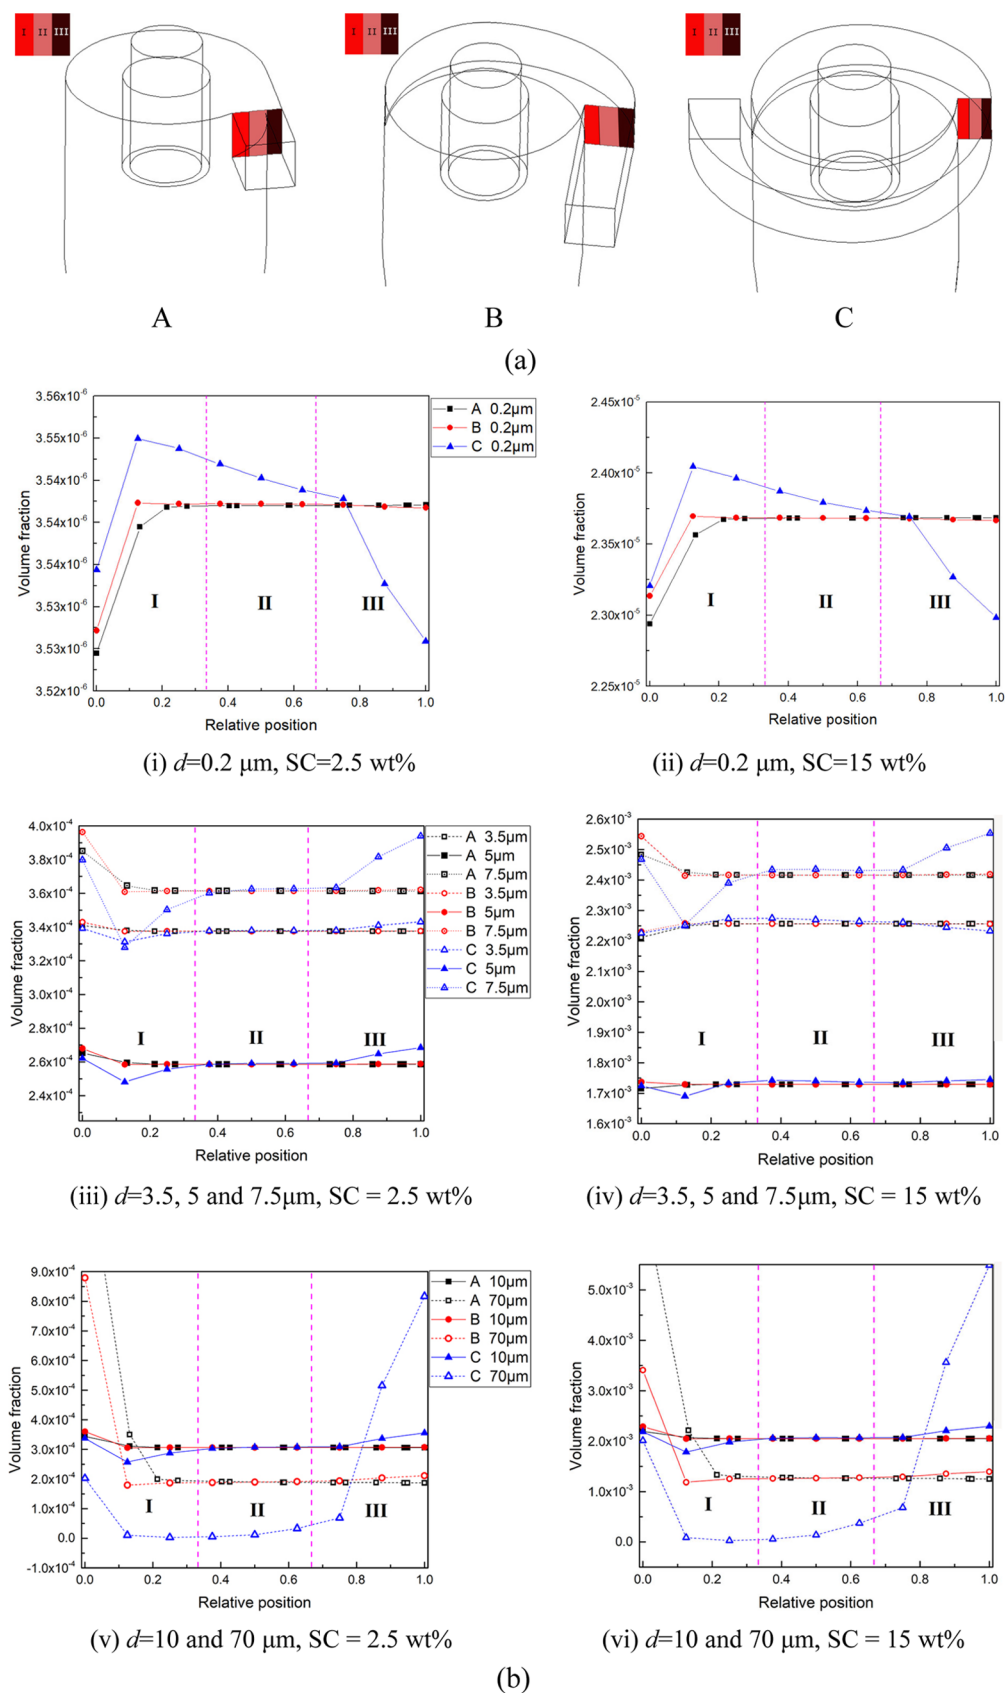 I II III
I II III
I II III
A
B
C
(a)
3.56x10⁻⁶
3.55x10⁻⁶
3.54x10⁻⁶
3.54x10⁻⁶
3.54x10⁻⁶
3.53x10⁻⁶
3.53x10⁻⁶
3.52x10⁻⁶
Volume fraction
A 0.2μm
B 0.2μm
C 0.2μm
I II III
0.0 0.2 0.4 0.6 0.8 1.0
Relative position
(i) d=0.2 μm, SC=2.5 wt%
2.45x10⁻⁵
2.40x10⁻⁵
2.35x10⁻⁵
2.30x10⁻⁵
2.25x10⁻⁵
Volume fraction
I II III
0.0 0.2 0.4 0.6 0.8 1.0
Relative position
(ii) d=0.2 μm, SC=15 wt%
4.0x10⁻⁴
3.8x10⁻⁴
3.6x10⁻⁴
3.4x10⁻⁴
3.2x10⁻⁴
3.0x10⁻⁴
2.8x10⁻⁴
2.6x10⁻⁴
2.4x10⁻⁴
Volume fraction
A 3.5μm
A 5μm
A 7.5μm
B 3.5μm
B 5μm
B 7.5μm
C 3.5μm
C 5μm
C 7.5μm
I II III
0.0 0.2 0.4 0.6 0.8 1.0
Relative position
(iii) d=3.5, 5 and 7.5μm, SC = 2.5 wt%
2.6x10⁻³
2.5x10⁻³
2.4x10⁻³
2.3x10⁻³
2.2x10⁻³
2.1x10⁻³
2.0x10⁻³
1.9x10⁻³
1.8x10⁻³
1.7x10⁻³
1.6x10⁻³
Volume fraction
I II III
0.0 0.2 0.4 0.6 0.8 1.0
Relative position
(iv) d=3.5, 5 and 7.5μm, SC = 15 wt%
9.0x10⁻⁴
8.0x10⁻⁴
7.0x10⁻⁴
6.0x10⁻⁴
5.0x10⁻⁴
4.0x10⁻⁴
3.0x10⁻⁴
2.0x10⁻⁴
1.0x10⁻⁴
0.0
-1.0x10⁻⁴
Volume fraction
A 10μm
A 70μm
B 10μm
B 70μm
C 10μm
C 70μm
I II III
0.0 0.2 0.4 0.6 0.8 1.0
Relative position
(v) d=10 and 70 μm, SC = 2.5 wt%
5.0x10⁻³
4.0x10⁻³
3.0x10⁻³
2.0x10⁻³
1.0x10⁻³
0.0
Volume fraction
I II III
0.0 0.2 0.4 0.6 0.8 1.0
Relative position
(vi) d=10 and 70 μm, SC = 15 wt%
(b)